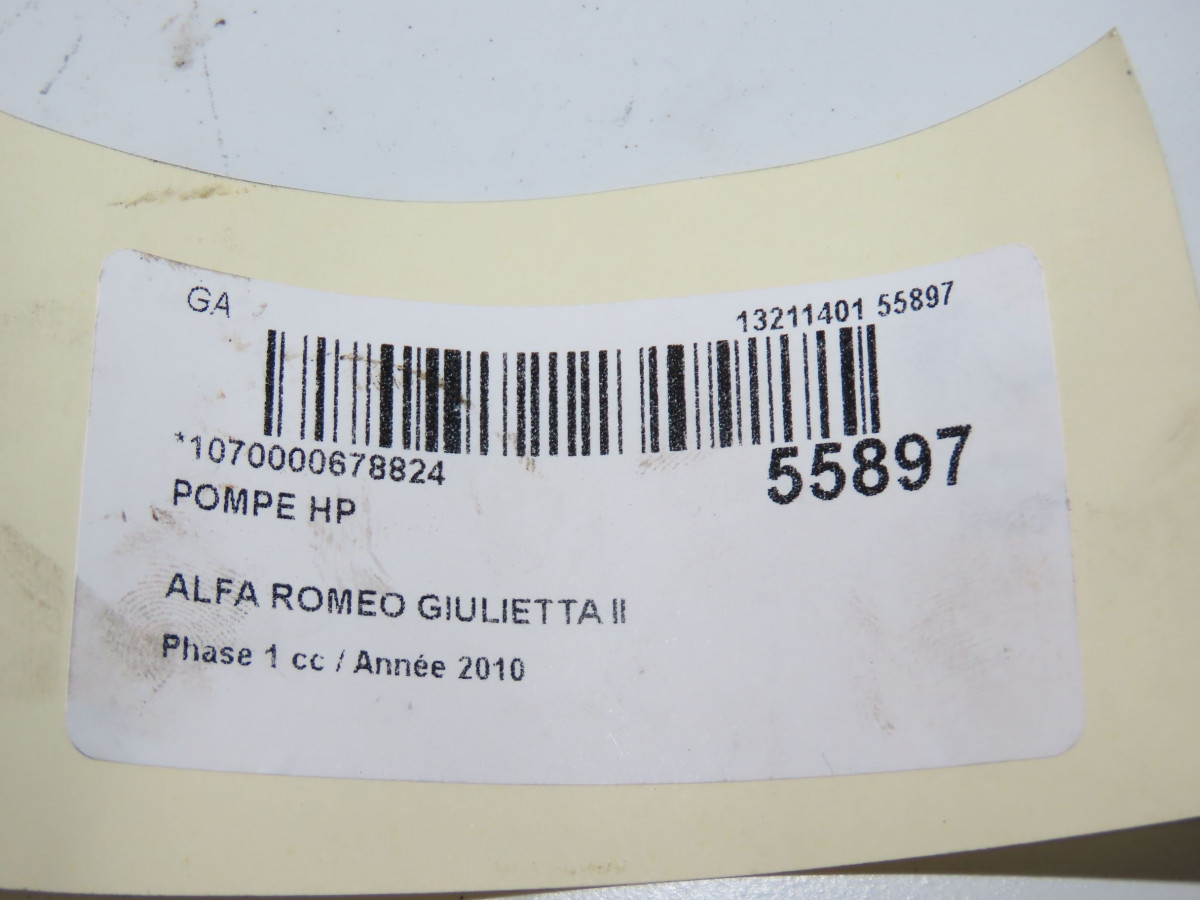 GA
13211401 55897
*1070000678824
55897
POMPE HP
ALFA ROMEO GIULIETTA II
Phase 1 cc / Année 2010